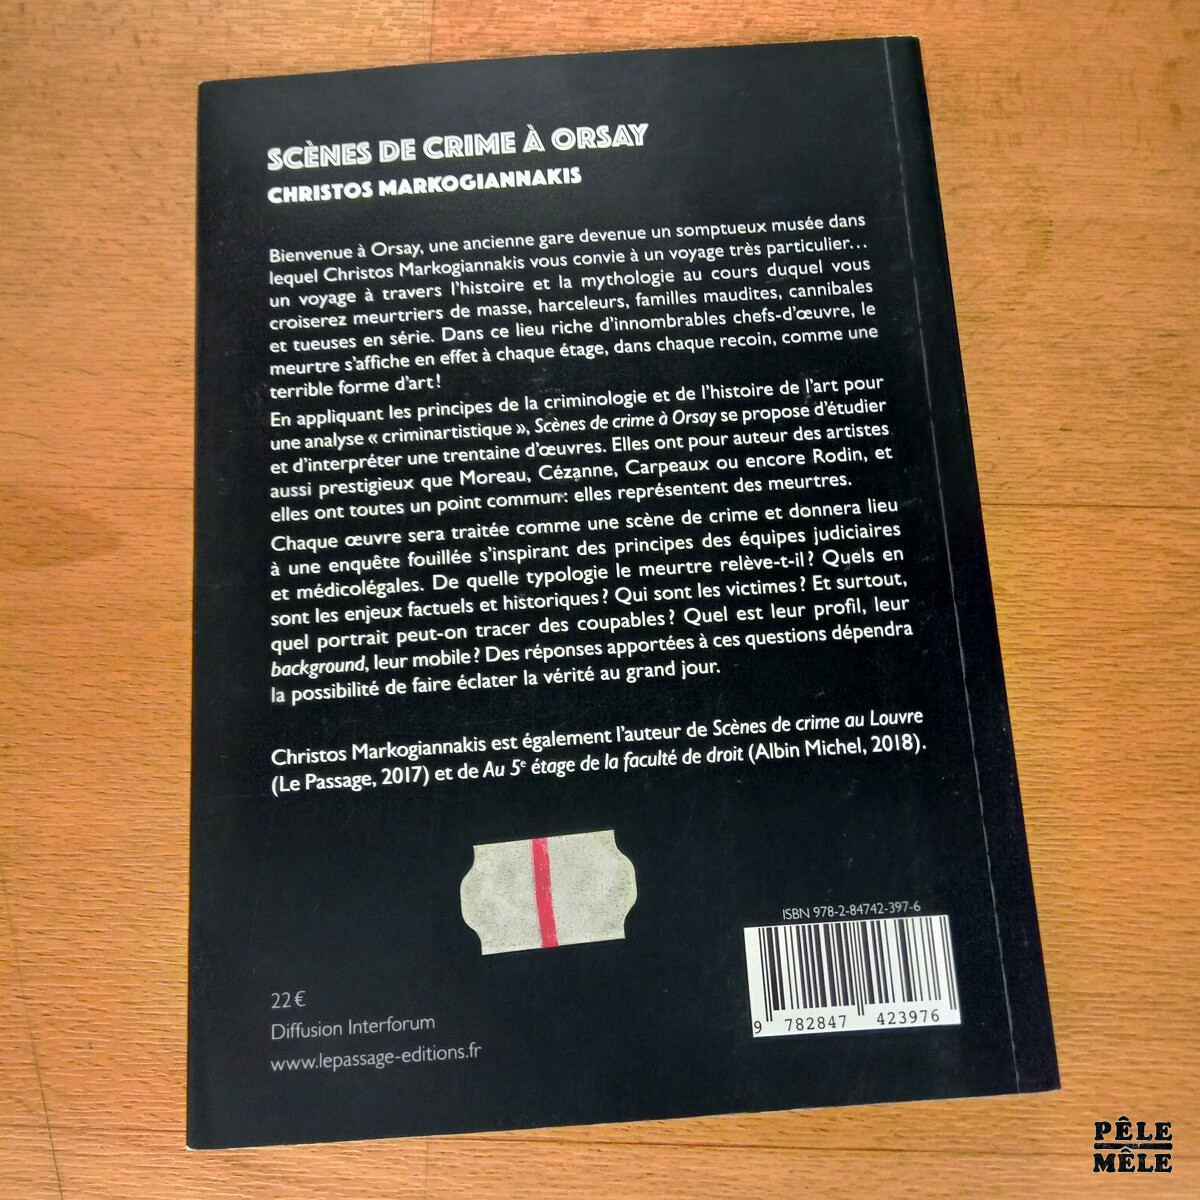 SCÈNES DE CRIME À ORSAY
CHRISTOS MARKOGIANNAKIS
Bienvenue à Orsay, une ancienne gare devenue un somptueux musée dans
lequel Christos Markogiannakis vous convie à un voyage très particulier…
un voyage à travers l'histoire et la mythologie au cours duquel vous
croiserez meurtriers de masse, harceleurs, familles maudites, cannibales
et tueuses en série. Dans ce lieu riche d'innombrables chefs-d'œuvre, le
meurtre s'affiche en effet à chaque étage, dans chaque recoin, comme une
terrible forme d'art !
En appliquant les principes de la criminologie et de l'histoire de l'art pour
une analyse « criminartistique », Scènes de crime à Orsay se propose d'étudier
et d'interpréter une trentaine d'œuvres. Elles ont pour auteur des artistes
aussi prestigieux que Moreau, Cézanne, Carpeaux ou encore Rodin, et
elles ont toutes un point commun : elles représentent des meurtres.
Chaque œuvre sera traitée comme une scène de crime et donnera lieu
à une enquête fouillée s'inspirant des principes des équipes judiciaires
et médicolégales. De quelle typologie le meurtre relève-t-il ? Quels en
sont les enjeux factuels et historiques ? Qui sont les victimes ? Et surtout,
quel portrait peut-on tracer des coupables ? Quel est leur profil, leur
background, leur mobile ? Des réponses apportées à ces questions dépendra
la possibilité de faire éclater la vérité au grand jour.
Christos Markogiannakis est également l'auteur de Scènes de crime au Louvre
(Le Passage, 2017) et de Au 5e étage de la faculté de droit (Albin Michel, 2018).
ISBN 978-2-84742-397-6
9 782847 423976
22 €
Diffusion Interforum
www.lepassage-editions.fr
PÊLE
MÊLE